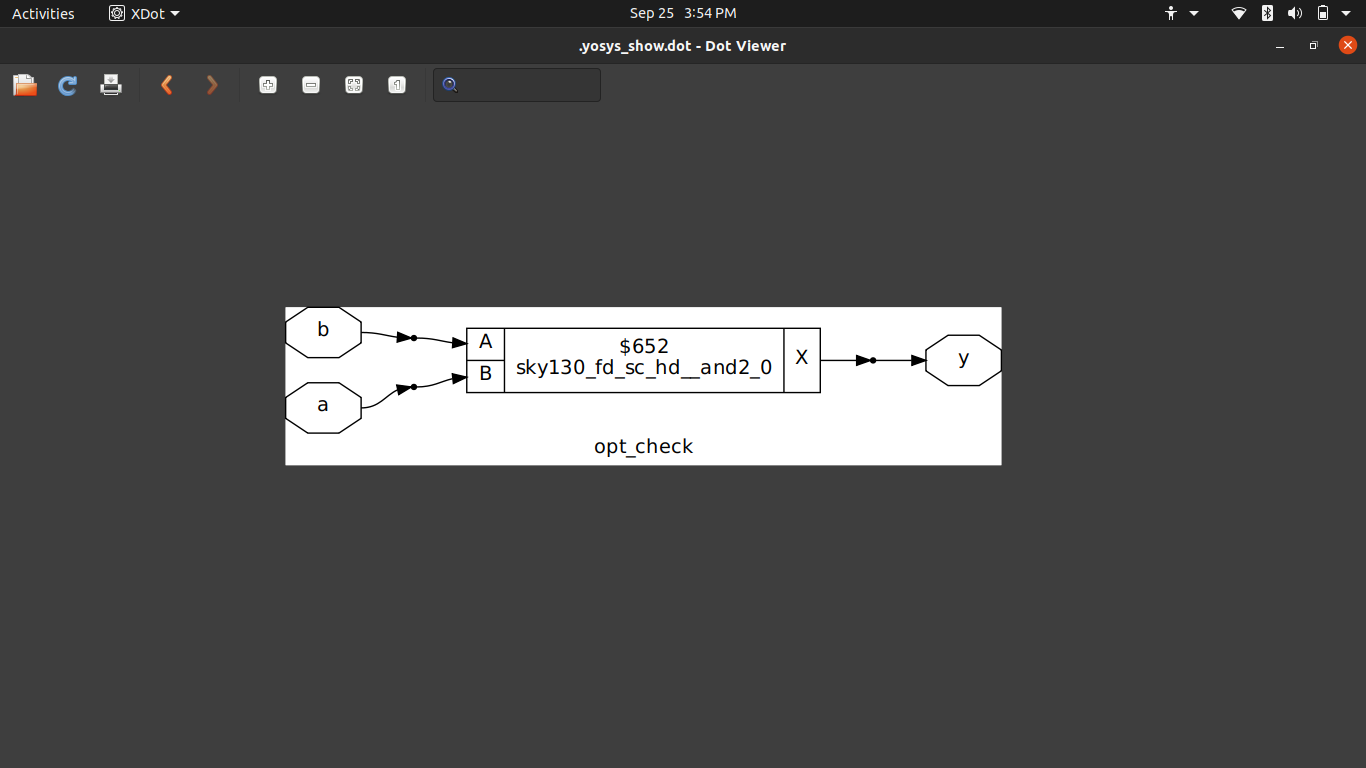 Activities XDot Sep 25 3:54 PM
.yosys_show.dot - Dot Viewer
b
a
A
B
$652
sky130_fd_sc_hd__and2_0
X
y
opt_check